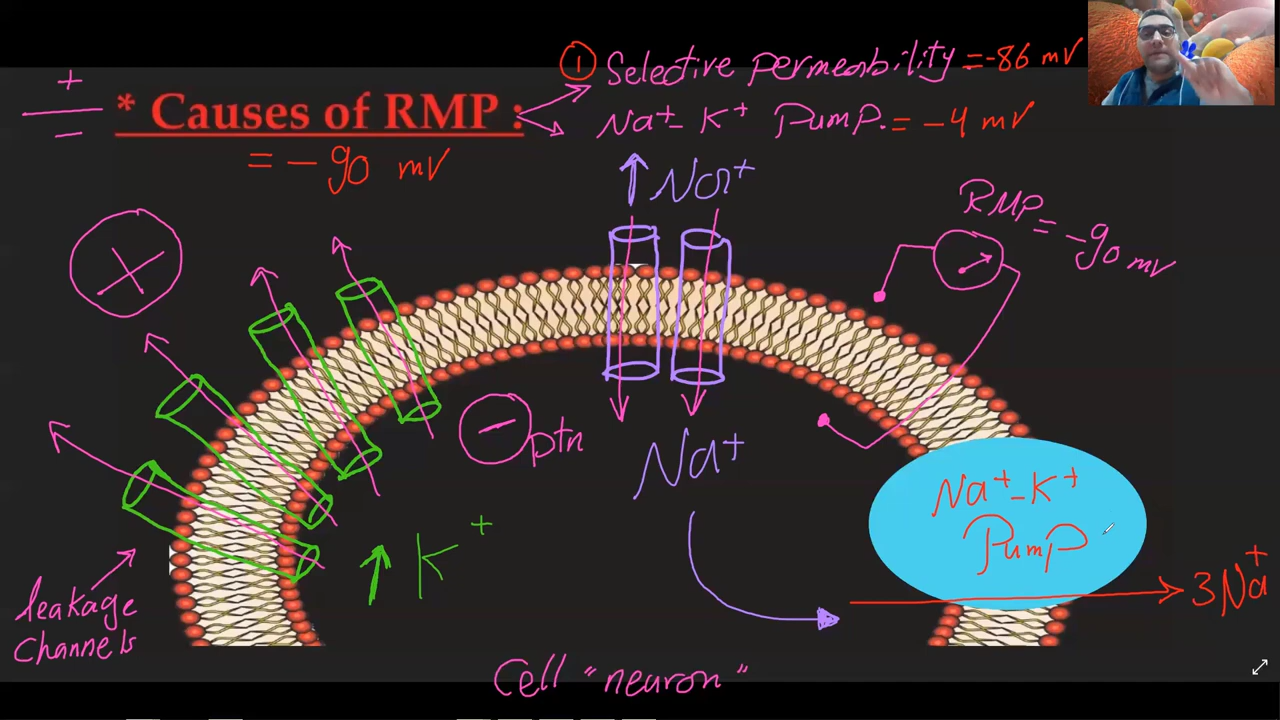 ① Selective permeability = -86 mV
* Causes of RMP :
Na+- K+ Pump. = -4 mV
= - 90 mV
+
-
↑ Na+
RMP = -90 mV
+
- ptn
Na+
↑ K+
Na+-K+
Pump
3Na+
leakage
channels
Cell "neuron"